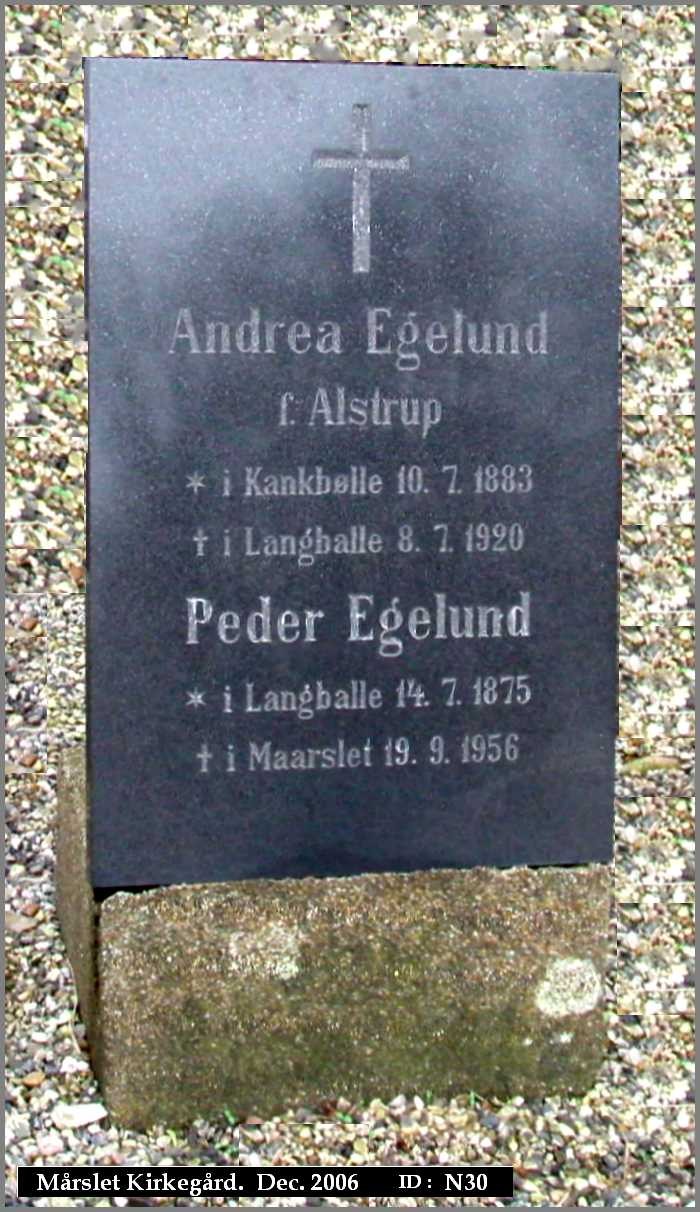 Andrea Egelund
f. Alstrup
* i Kankbølle 10. 7. 1883
† i Langballe 8. 7. 1920
Peder Egelund
* i Langballe 14. 7. 1875
† i Maarslet 19. 9. 1956
Mårslet Kirkegård. Dec. 2006 ID : N30